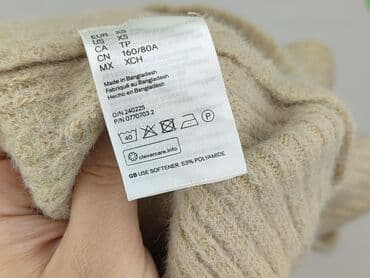 EUR XS
US XS
CA TP
CN 160/80A
MX XCH
Made in Bangladesh
Fabriqué au Bangladesh
Hecho en Bangladesh
O/N 240225
P/N 0770703 2
40 P
clevercare.info
GB USE SOFTENER. 53% POLYAMIDE,